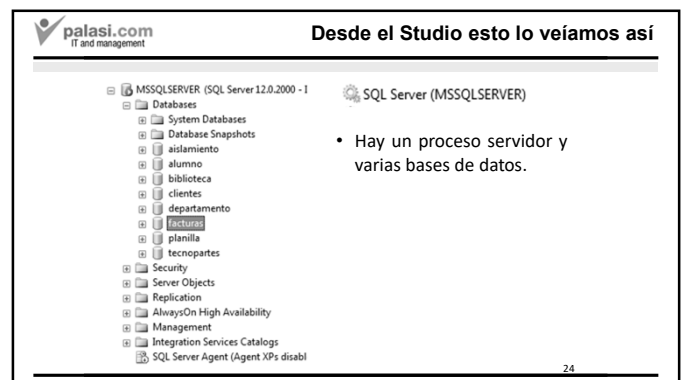 palasi.com
IT and management
Desde el Studio esto lo veíamos así
MSSQLSERVER (SQL Server 12.0.2000 - I
Databases
System Databases
Database Snapshots
aislamiento
alumno
biblioteca
clientes
departamento
facturas
planilla
tecnopartes
Security
Server Objects
Replication
AlwaysOn High Availability
Management
Integration Services Catalogs
SQL Server Agent (Agent XPs disabl
SQL Server (MSSQLSERVER)
• Hay un proceso servidor y
varias bases de datos.
24